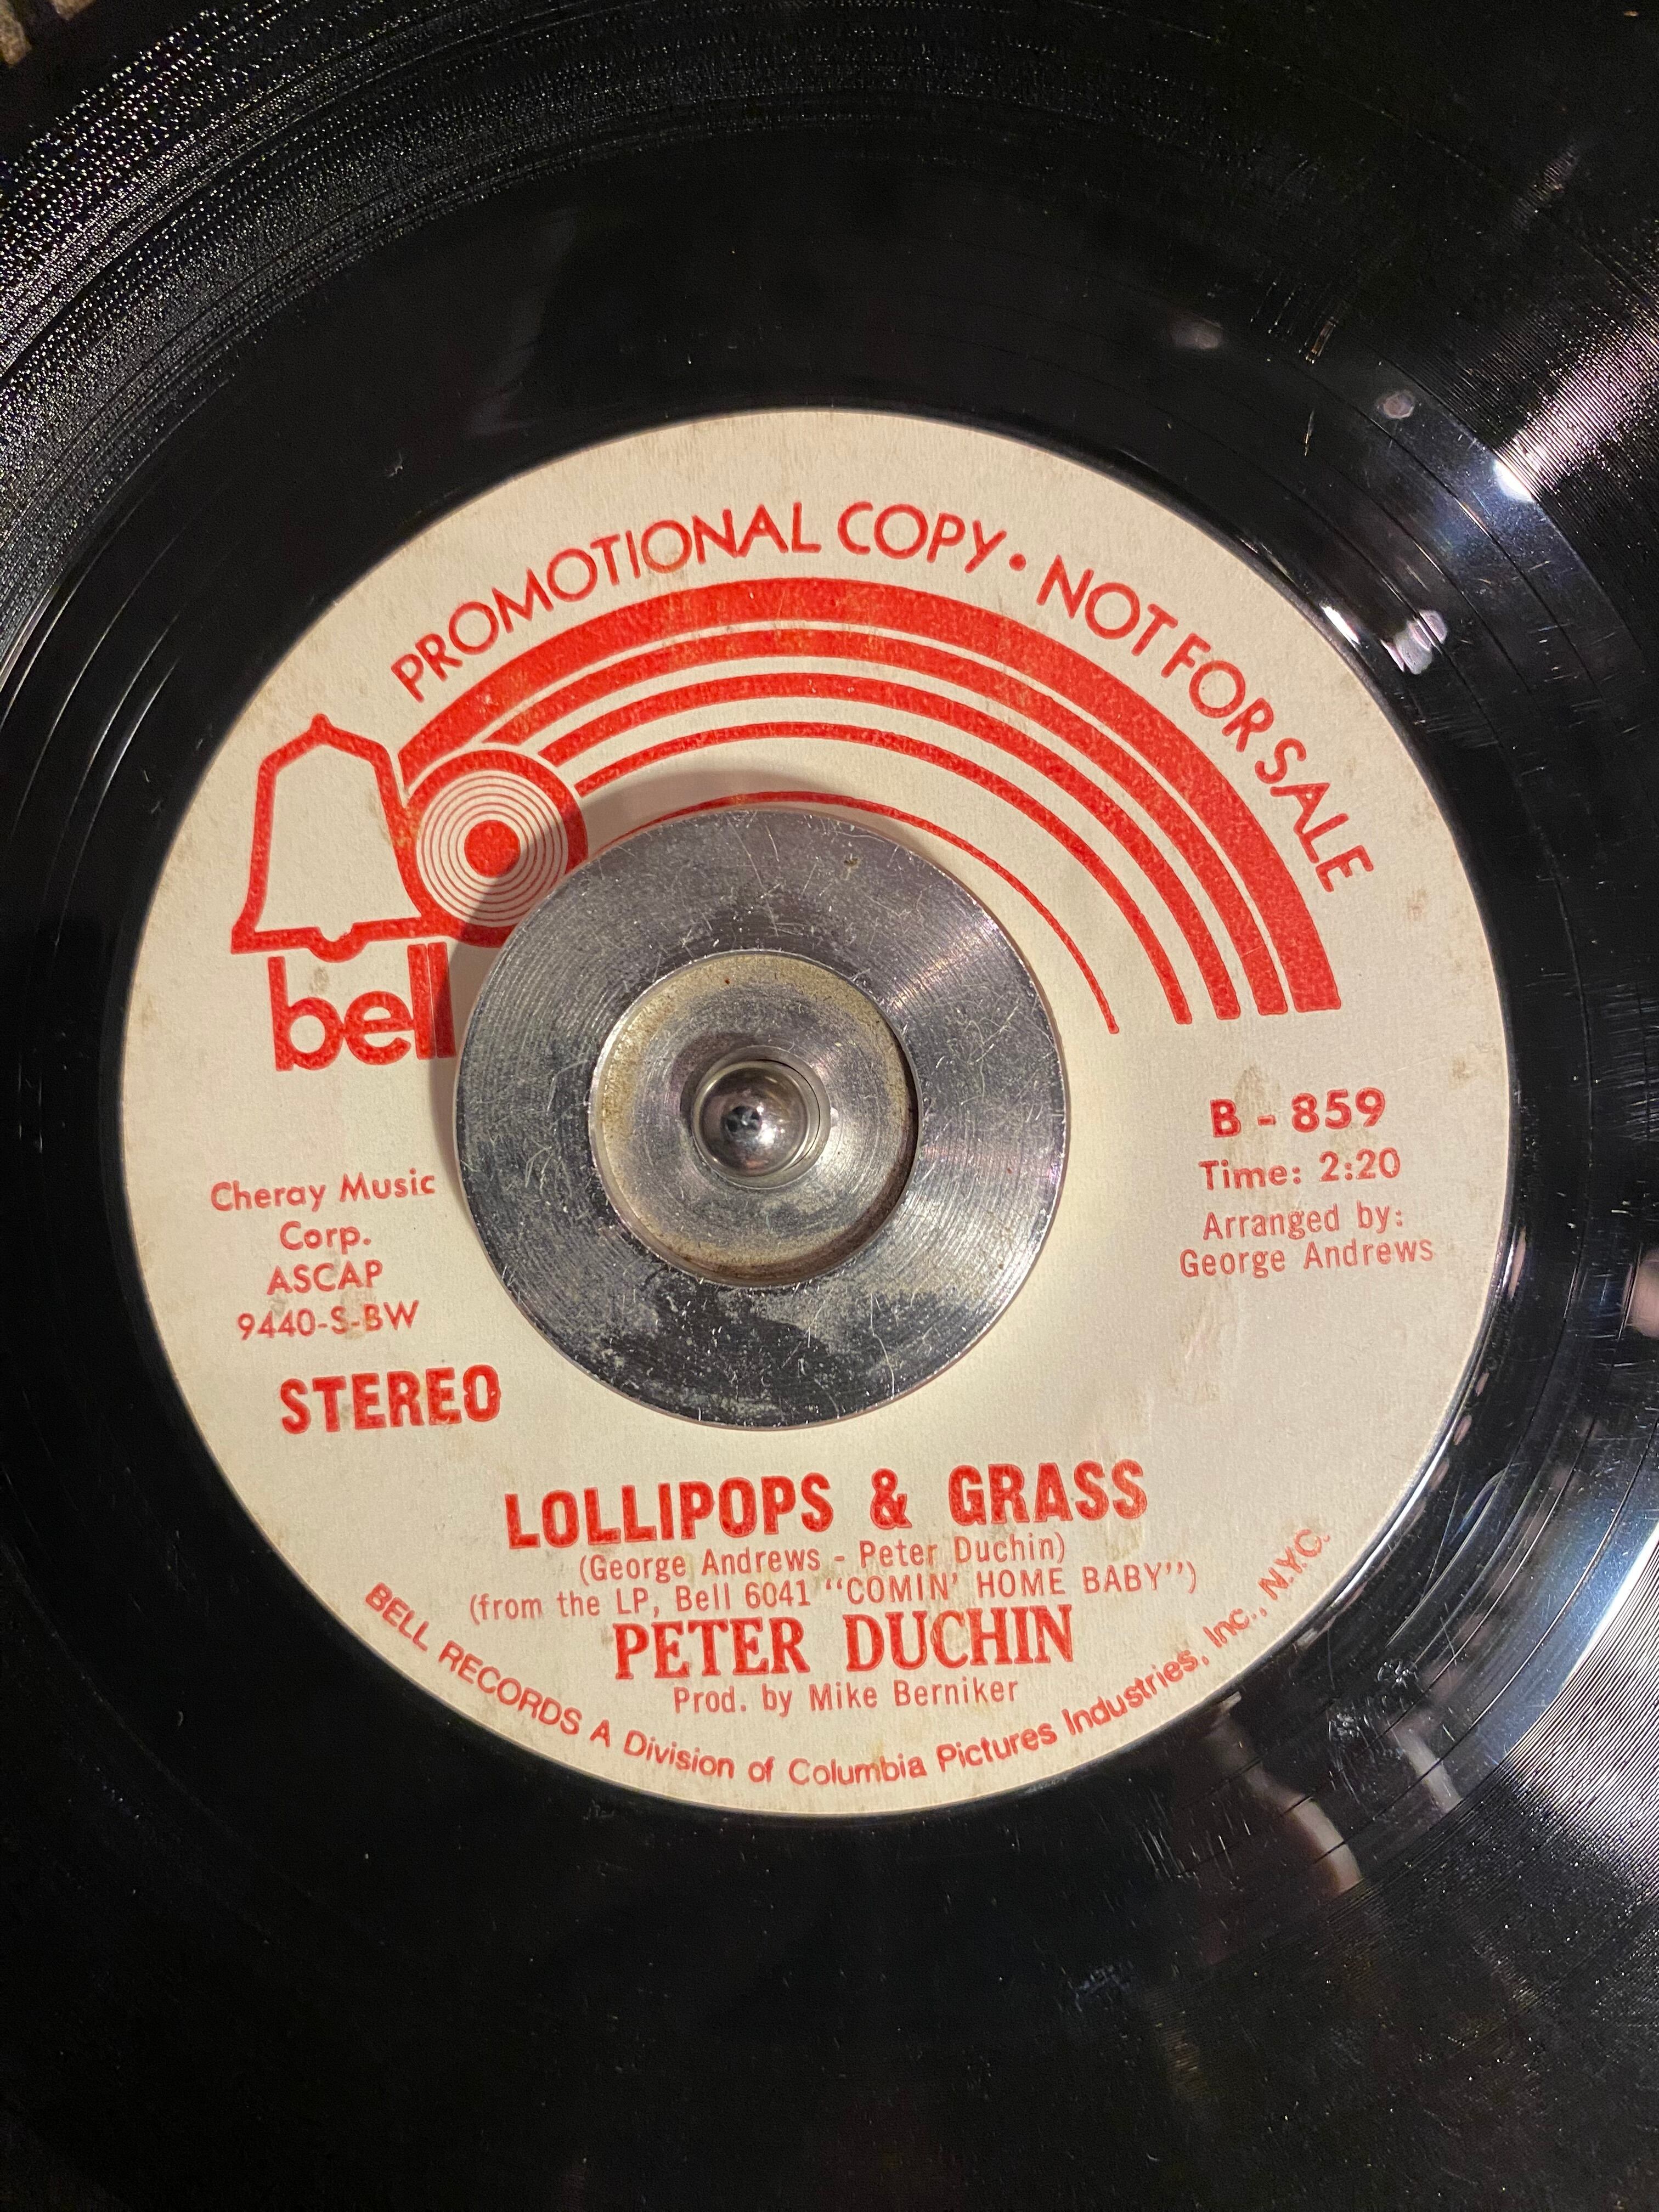 PROMOTIONAL COPY • NOT FOR SALE
bell
B - 859
Time: 2:20
Arranged by:
George Andrews
Cheray Music
Corp.
ASCAP
9440-S-BW
STEREO
LOLLIPOPS & GRASS
(George Andrews - Peter Duchin)
(from the LP, Bell 6041 "COMIN' HOME BABY")
PETER DUCHIN
Prod. by Mike Berniker
BELL RECORDS A Division of Columbia Pictures Industries, Inc., N.Y.C.